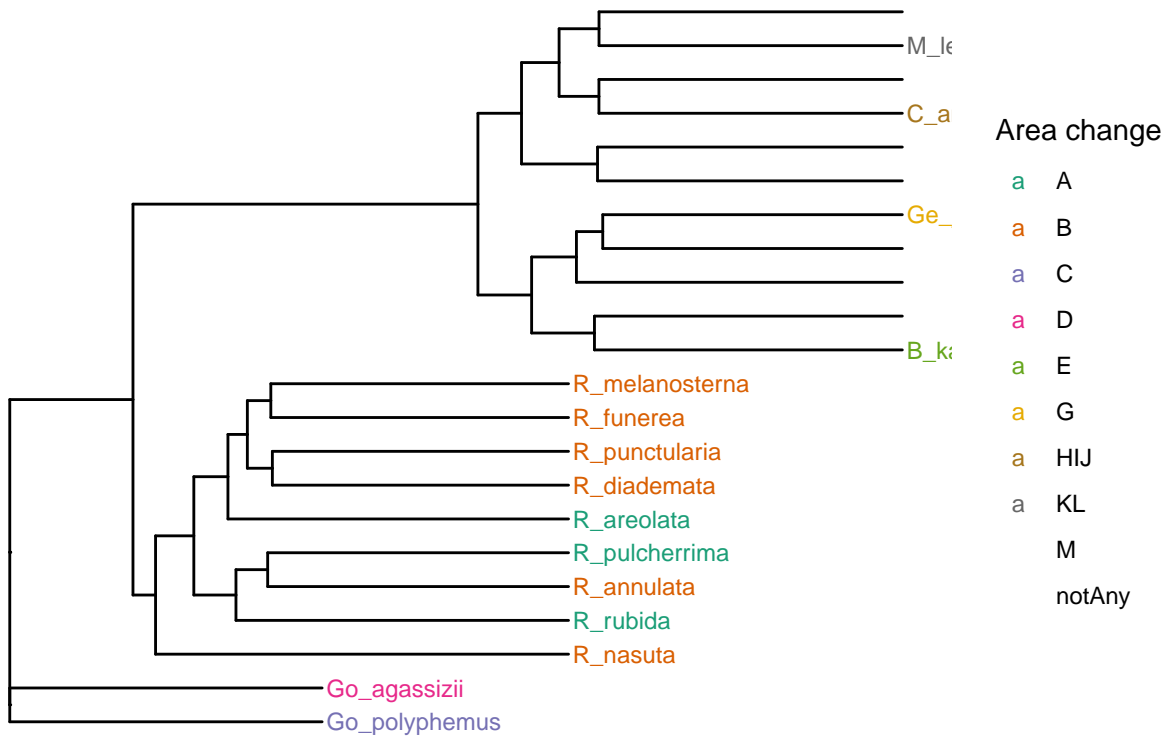 M_le
C_a
Ge_
B_ka
R_melanosterna
R_funerea
R_punctularia
R_diademata
R_areolata
R_pulcherrima
R_annulata
R_rubida
R_nasuta
Go_agassizii
Go_polyphemus
Area change
a A
a B
a C
a D
a E
a G
a HIJ
a KL
M
notAny